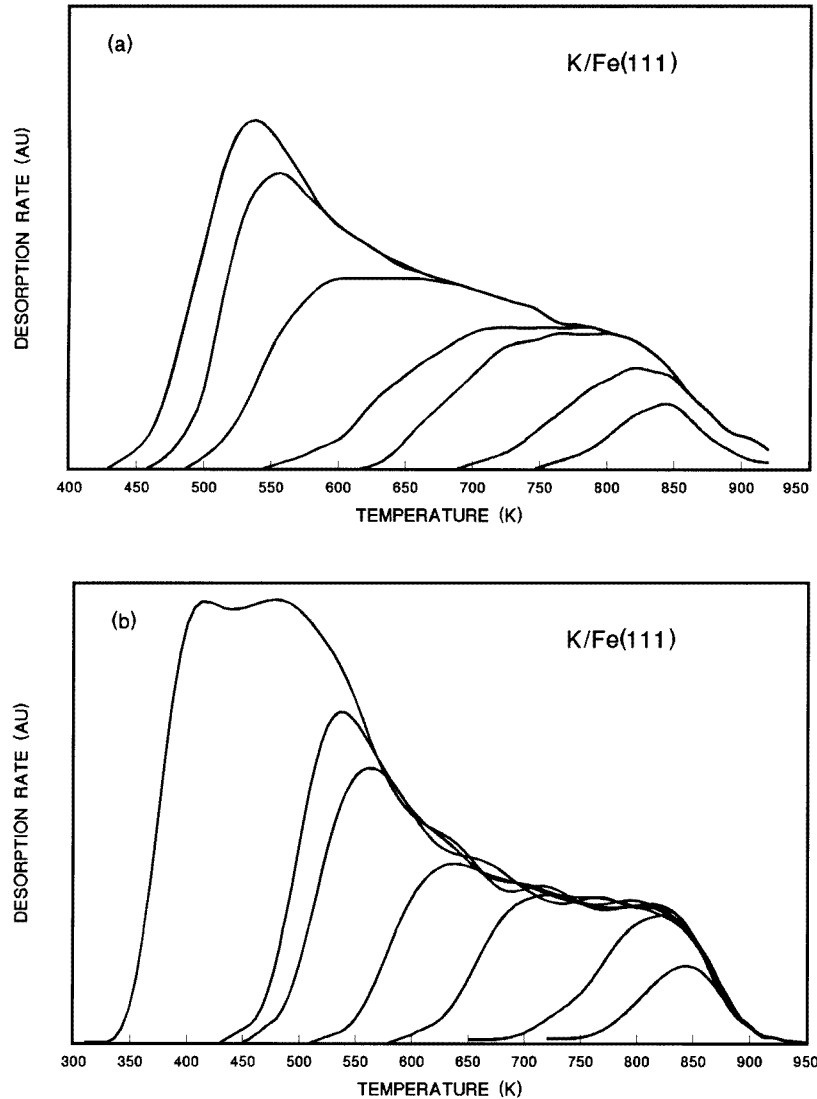 (a)
K/Fe(111)
DESORPTION RATE (AU)
400 450 500 550 600 650 700 750 800 850 900 950
TEMPERATURE (K)
(b)
K/Fe(111)
DESORPTION RATE (AU)
300 350 400 450 500 550 600 650 700 750 800 850 900 950
TEMPERATURE (K)